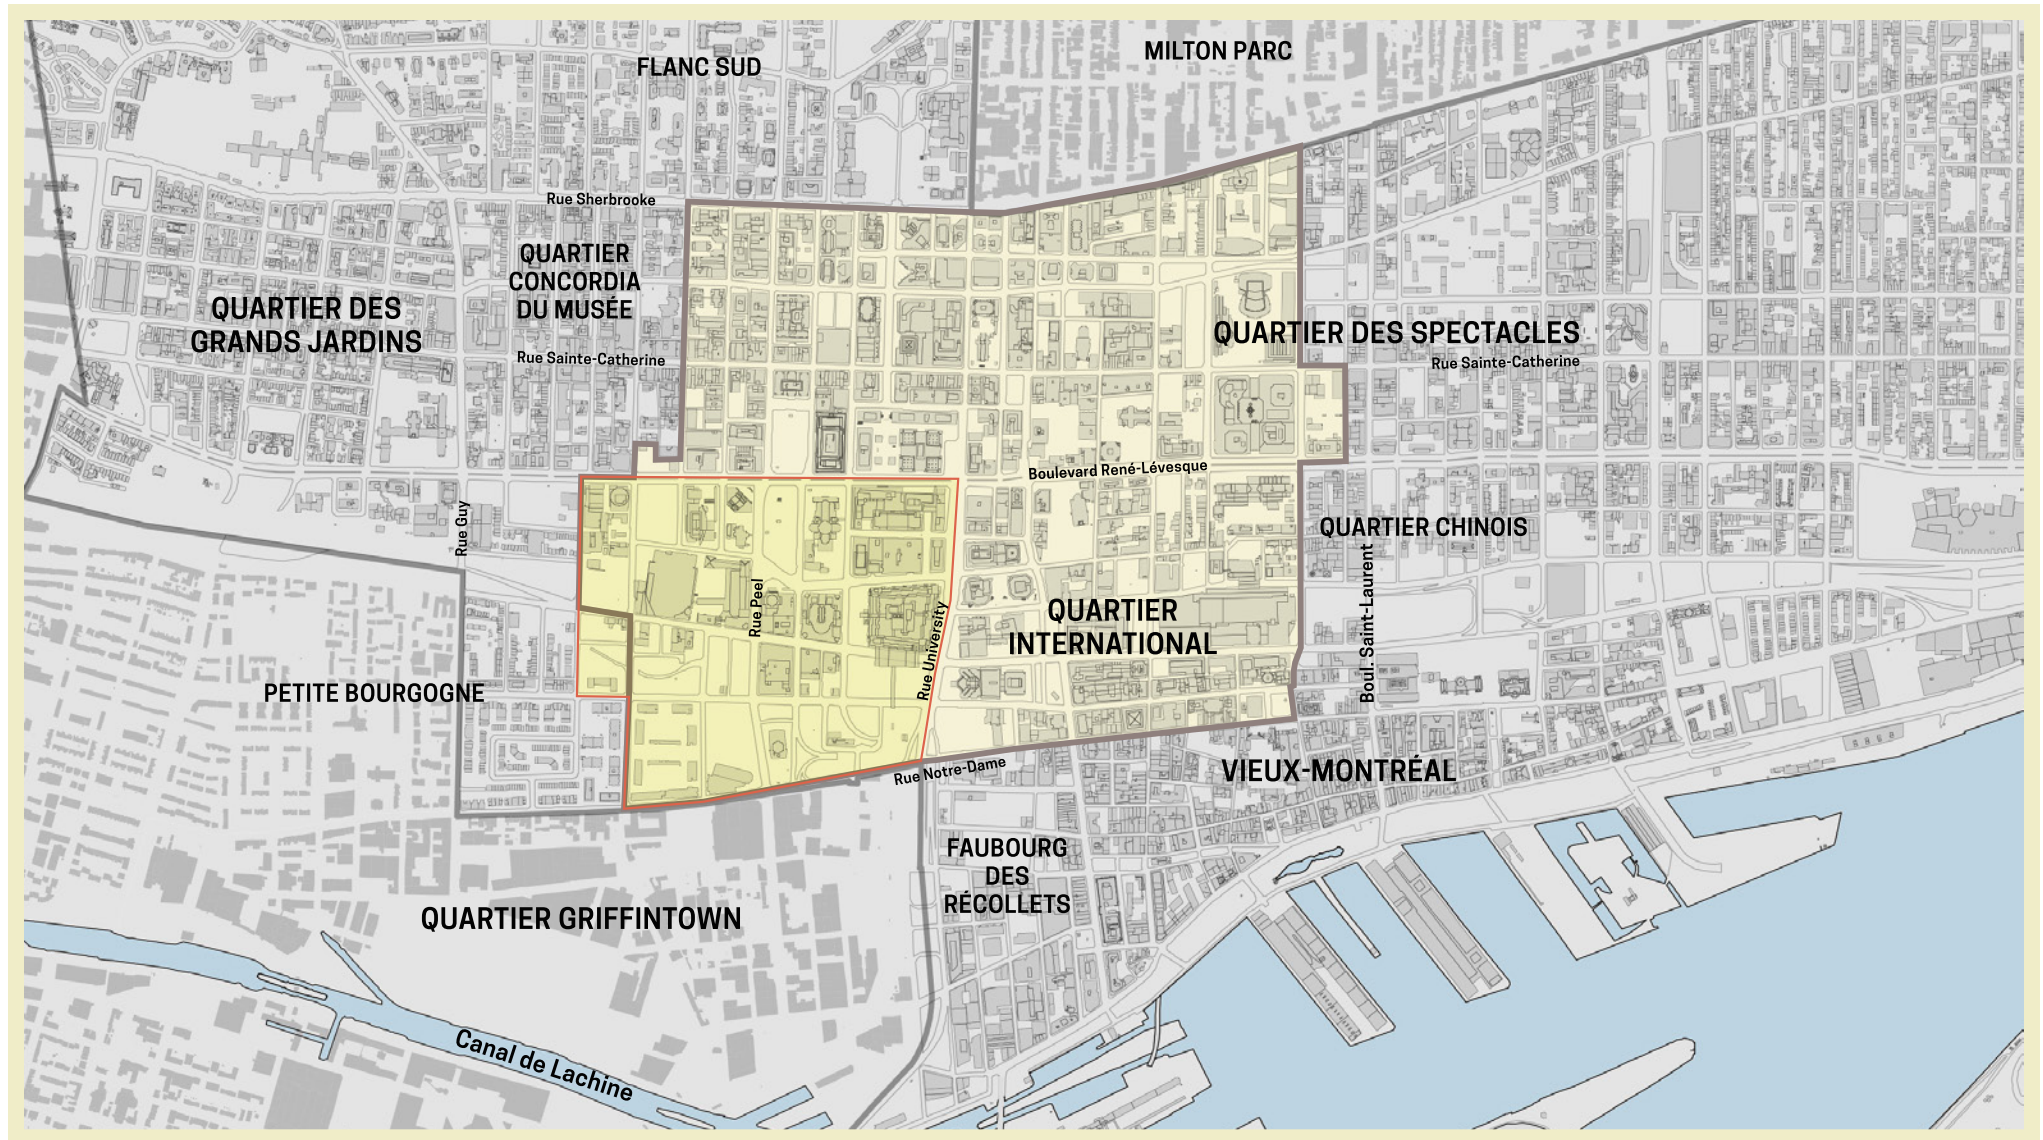 MILTON PARC
FLANC SUD
Rue Sherbrooke
QUARTIER
CONCORDIA
DU MUSÉE
QUARTIER DES
GRANDS JARDINS
QUARTIER DES SPECTACLES
Rue Sainte-Catherine
Rue Sainte-Catherine
Boulevard René-Lévesque
Rue Guy
QUARTIER CHINOIS
Rue Peel
Rue University
QUARTIER
INTERNATIONAL
Boul. Saint-Laurent
PETITE BOURGOGNE
Rue Notre-Dame
VIEUX-MONTRÉAL
FAUBOURG
DES
RÉCOLLETS
QUARTIER GRIFFINTOWN
Canal de Lachine